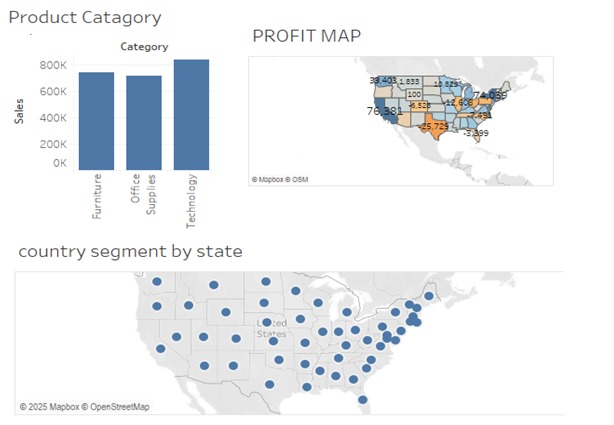 Product Catagory
Category
Sales
800K
600K
400K
200K
0K
Furniture
Office
Supplies
Technology
PROFIT MAP
39,403
1,833
10,823
74,039
100
-6,528
-12,608
76,381
-7,491
-25,729
-3,399
© Mapbox © OSM
country segment by state
United
States
© 2025 Mapbox © OpenStreetMap